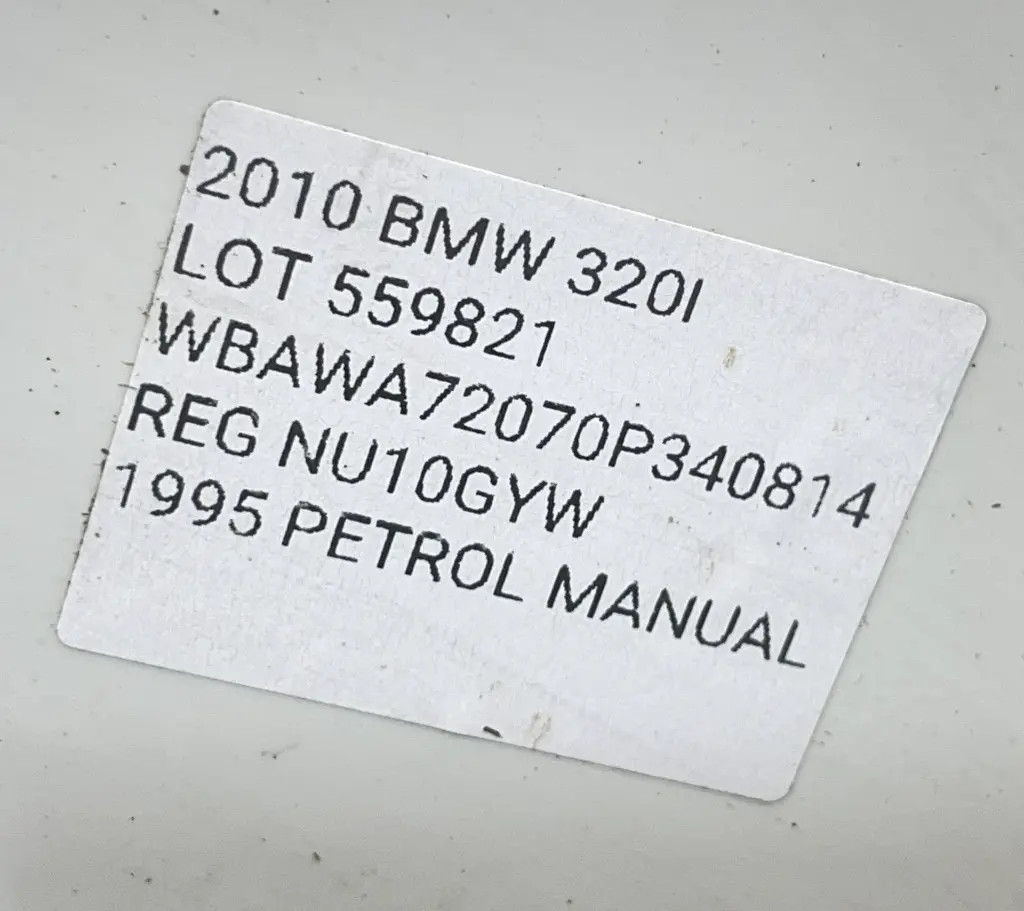 2010 BMW 320I
LOT 559821
WBAWA72070P340814
REG NU10GYW
1995 PETROL MANUAL